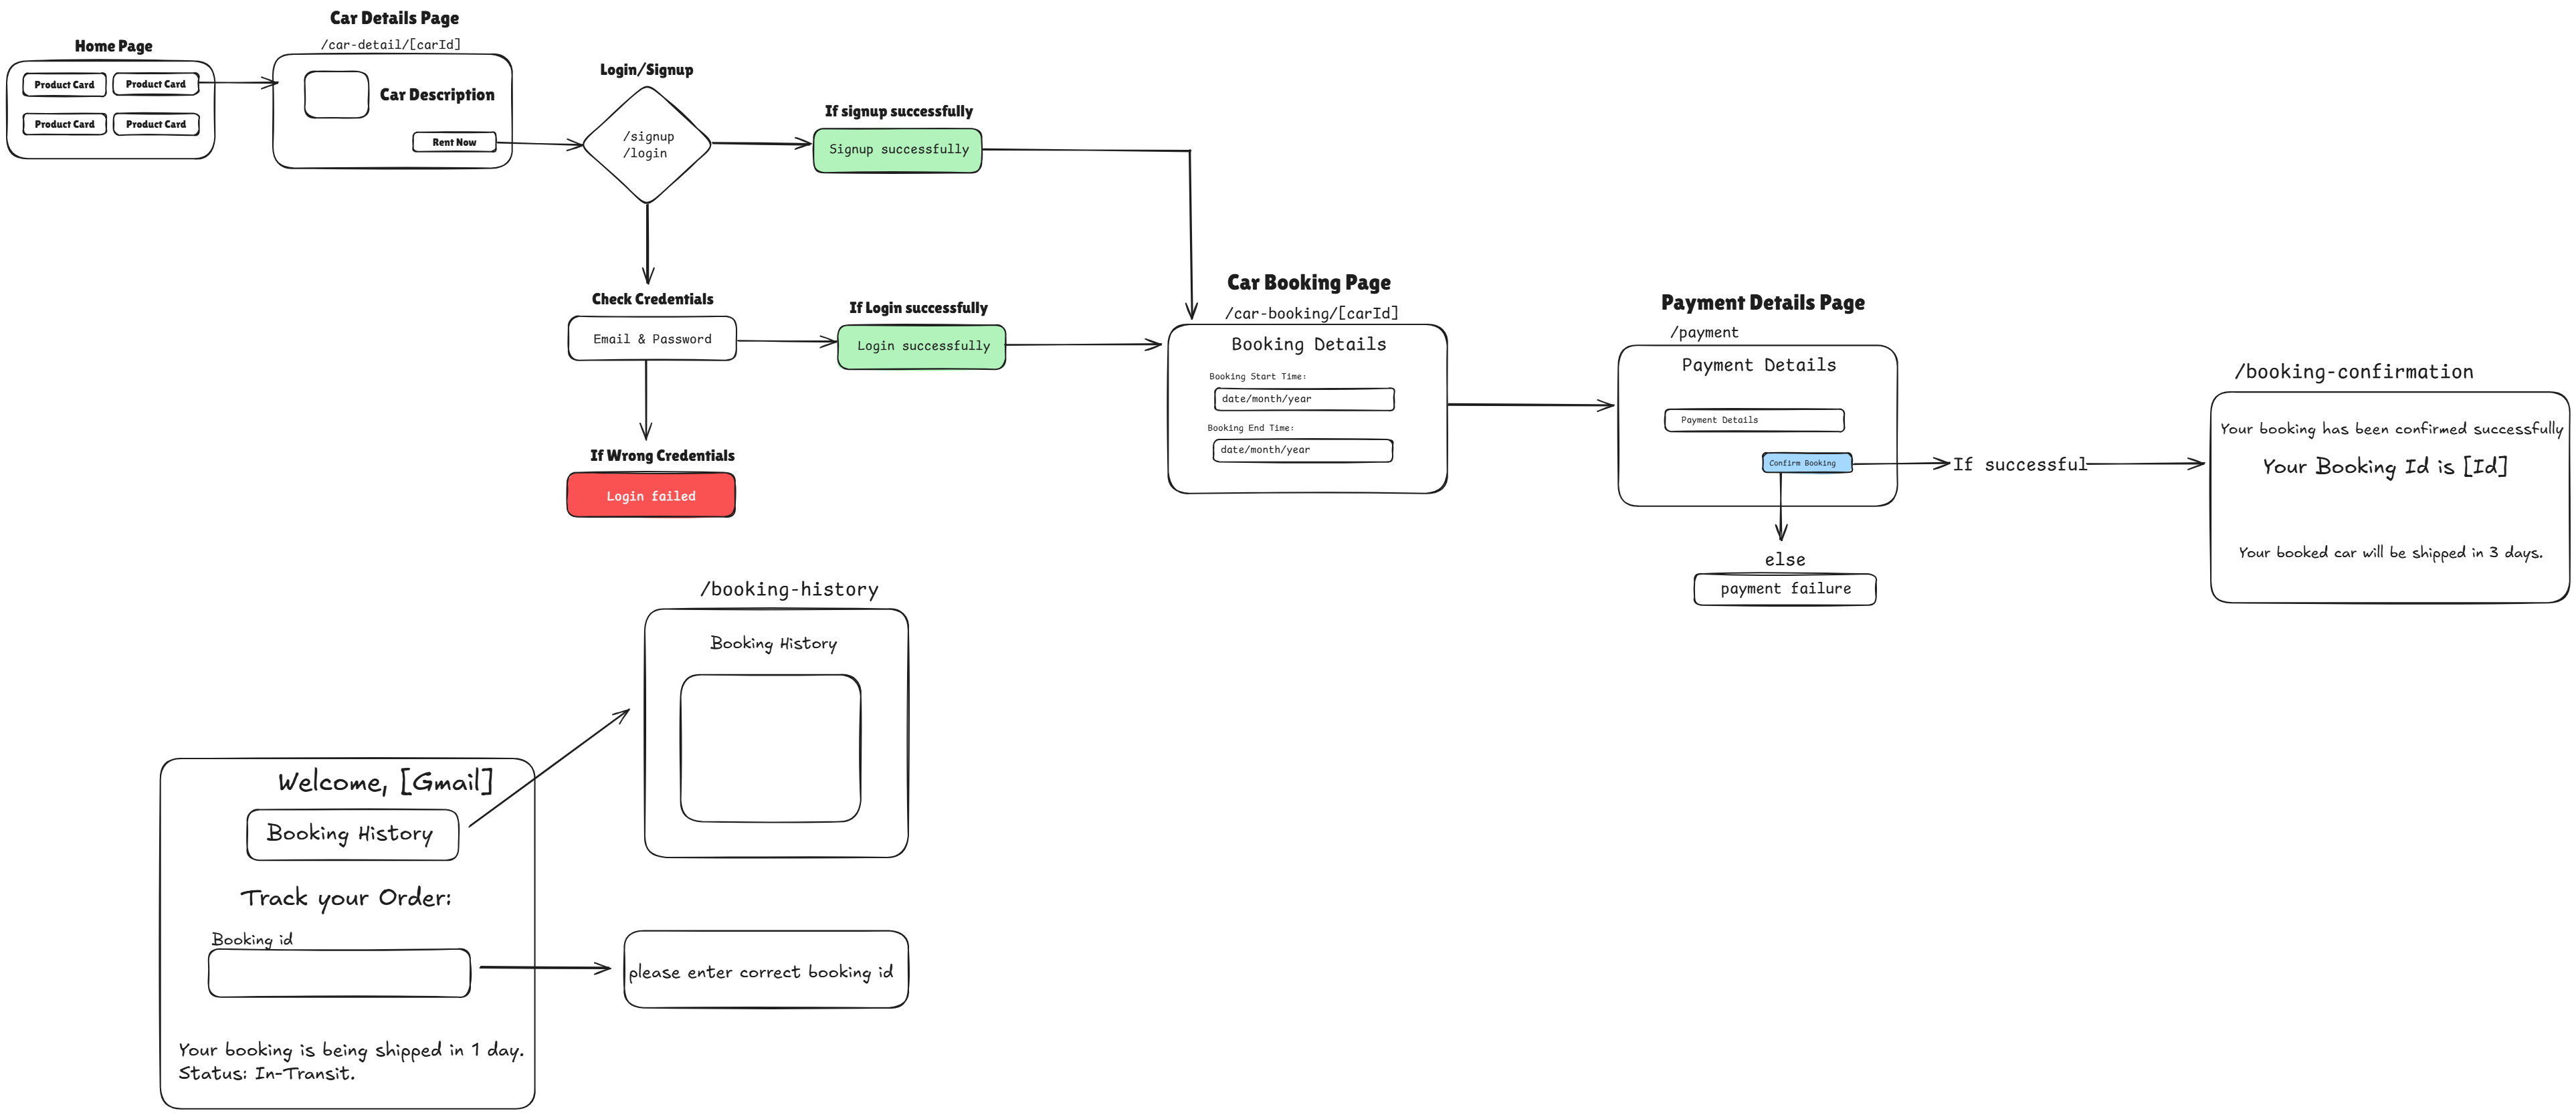 Car Details Page
/car-detail/[carId]
Home Page
Product Card
Product Card
Product Card
Product Card
Car Description
Rent Now
Login/Signup
/signup
/login
If signup successfully
Signup successfully
Check Credentials
Email & Password
If Login successfully
Login successfully
If Wrong Credentials
Login failed
Car Booking Page
/car-booking/[carId]
Booking Details
Booking Start Time:
date/month/year
Booking End Time:
date/month/year
Payment Details Page
/payment
Payment Details
Payment Details
Confirm Booking
If successful
else
payment failure
/booking-confirmation
Your booking has been confirmed successfully
Your Booking Id is [Id]
Your booked car will be shipped in 3 days.
/booking-history
Booking History
Welcome, [Gmail]
Booking History
Track your Order:
Booking id
please enter correct booking id
Your booking is being shipped in 1 day.
Status: In-Transit.